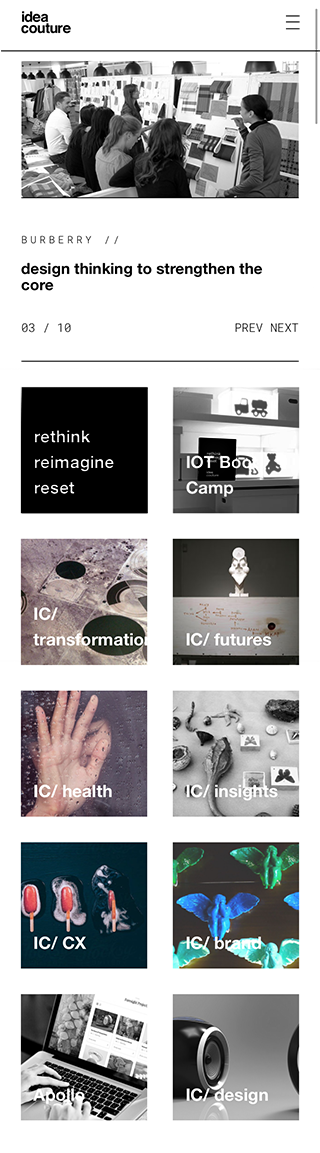 idea
couture
BURBERRY //
design thinking to strengthen the
core
03 / 10
PREV NEXT
rethink
reimagine
reset
IOT Boot
Camp
IC/
transformation
IC/ futures
IC/ health
IC/ insights
IC/ CX
IC/ brand
Apollo
IC/ design